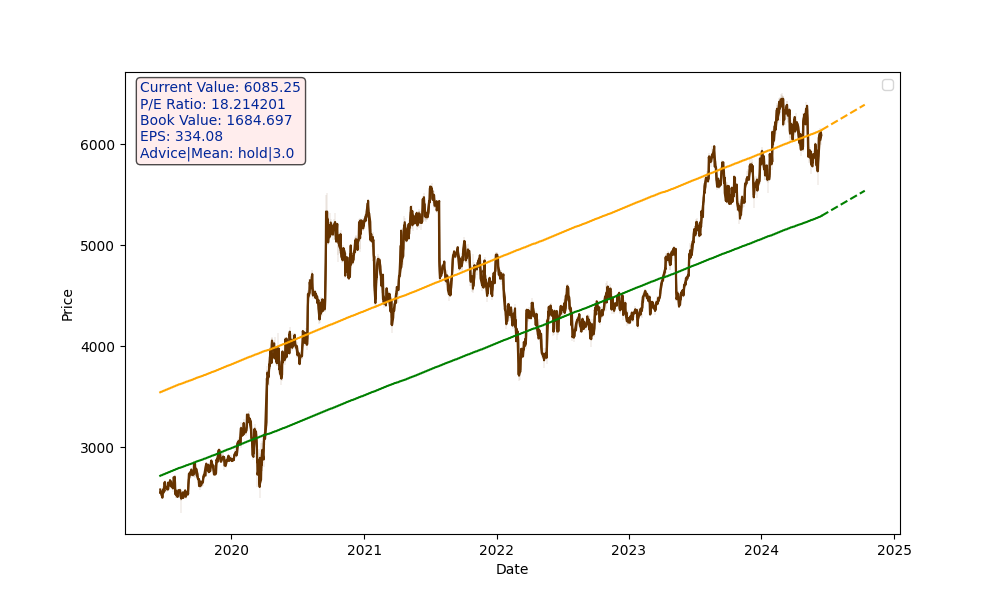 Current Value: 6085.25
P/E Ratio: 18.214201
Book Value: 1684.697
EPS: 334.08
Advice|Mean: hold|3.0
6000
5000
4000
3000
Price
2020 2021 2022 2023 2024 2025
Date